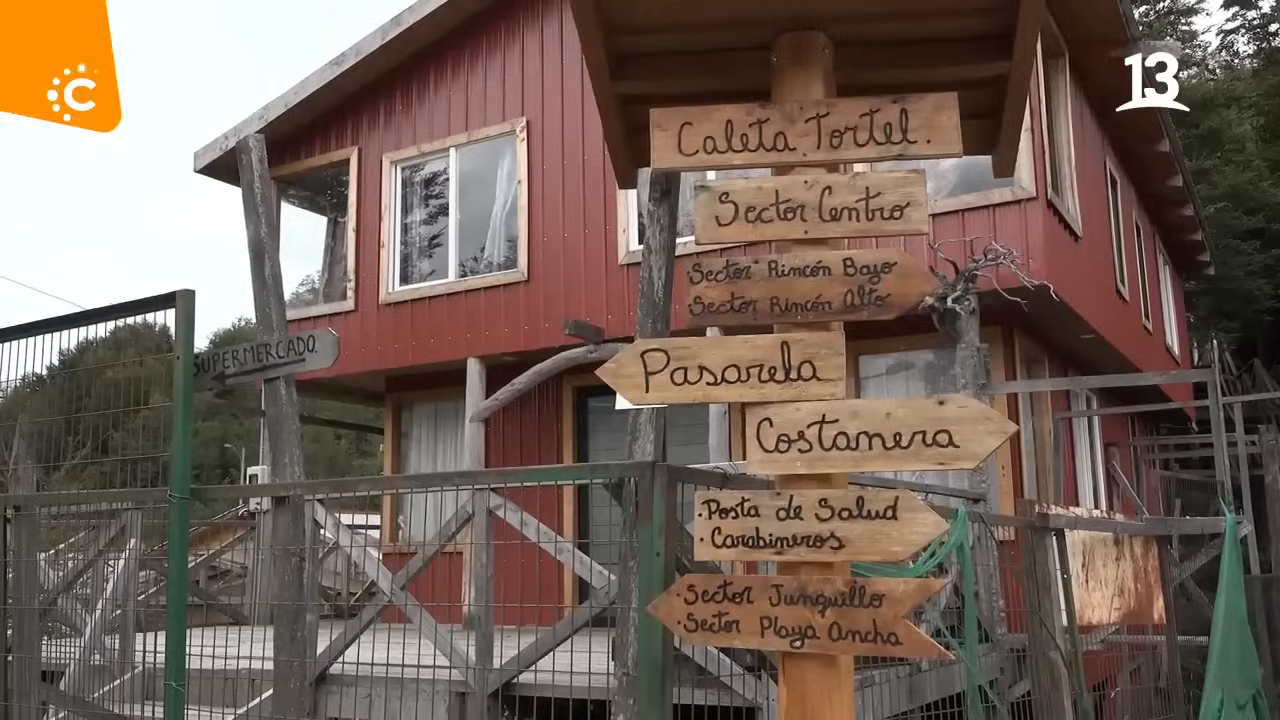 C
13
Caleta Tortel.
Sector Centro
Sector Rincón Bajo
Sector Rincón Alto
SUPERMERCADO.
Pasarela
Costanera
·Posta de Salud
·Carabineros
·Sector Junquillo
·Sector Playa Ancha